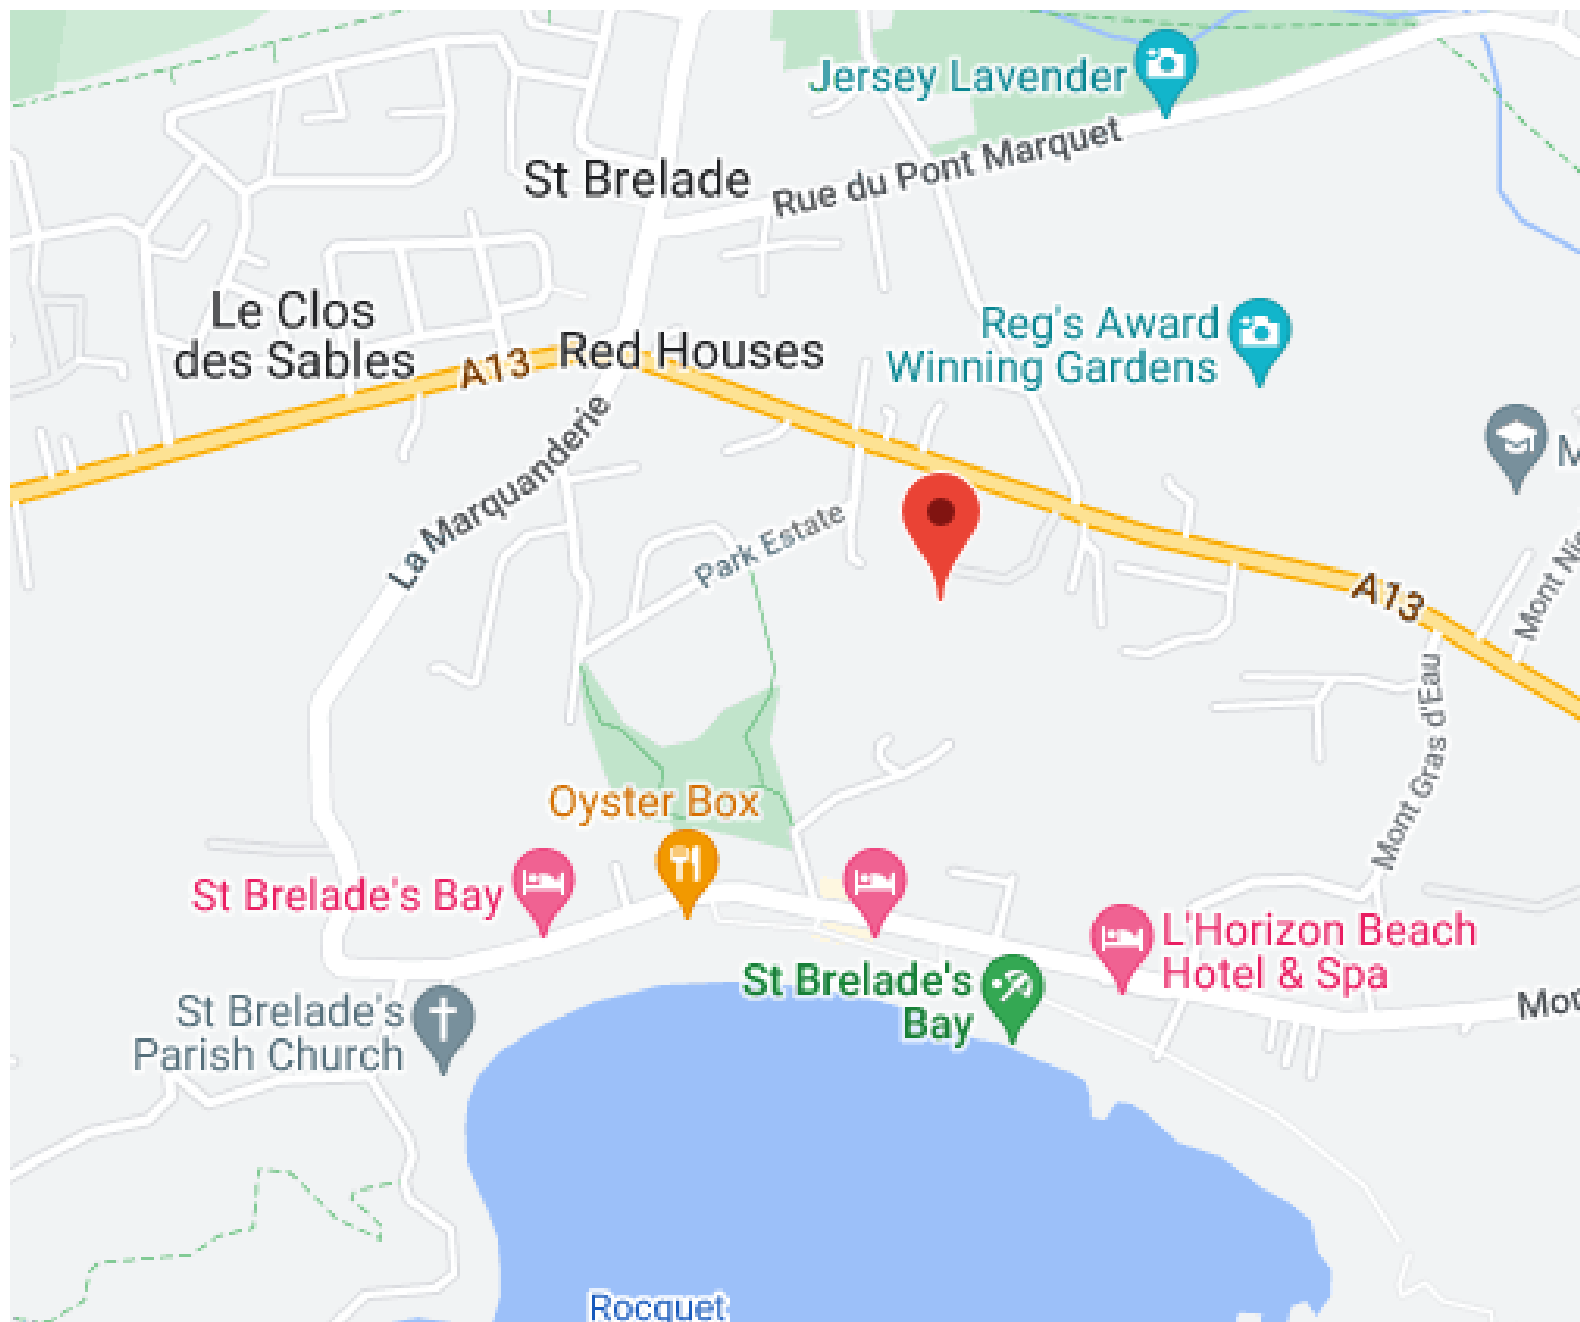 Jersey Lavender
Rue du Pont Marquet
St Brelade
Le Clos
des Sables
A13
Red Houses
Reg's Award
Winning Gardens
La Marquanderie
Park Estate
A13
Mont Gras d'Eau
Mont
Oyster Box
St Brelade's Bay
L'Horizon Beach
Hotel & Spa
St Brelade's
Bay
St Brelade's
Parish Church
Rocquet